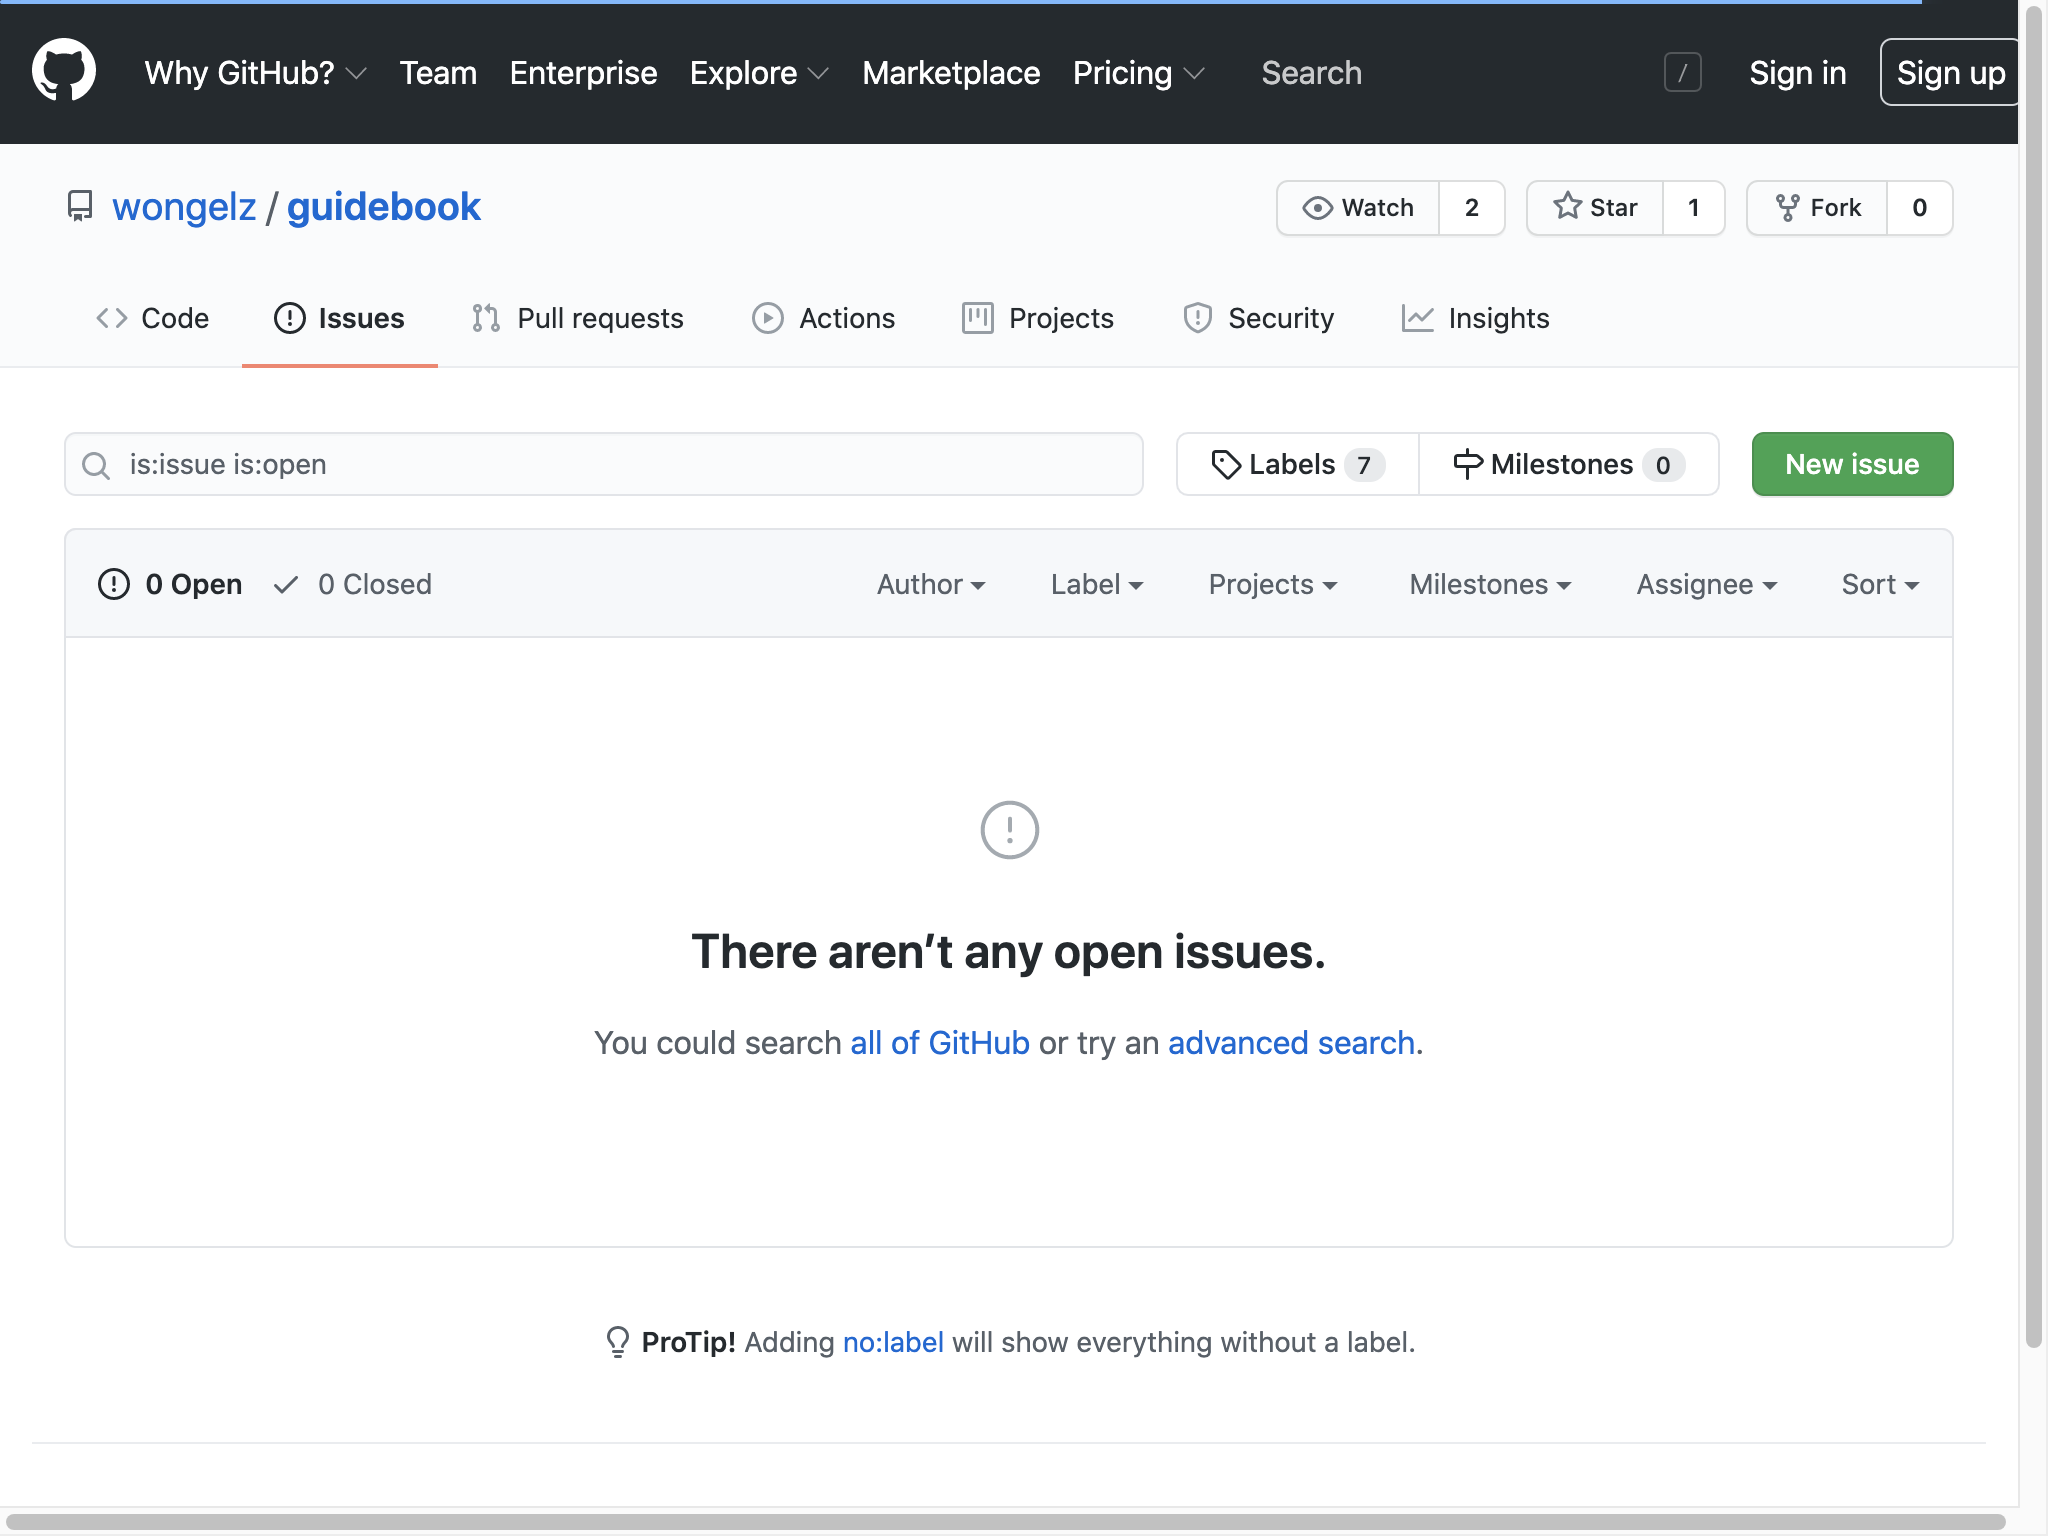 Why GitHub? Team Enterprise Explore Marketplace Pricing Search / Sign in Sign up
wongelz / guidebook Watch 2 Star 1 Fork 0
Code Issues Pull requests Actions Projects Security Insights
is:issue is:open Labels 7 Milestones 0 New issue
0 Open 0 Closed Author Label Projects Milestones Assignee Sort
There aren’t any open issues.
You could search all of GitHub or try an advanced search.
ProTip! Adding no:label will show everything without a label.